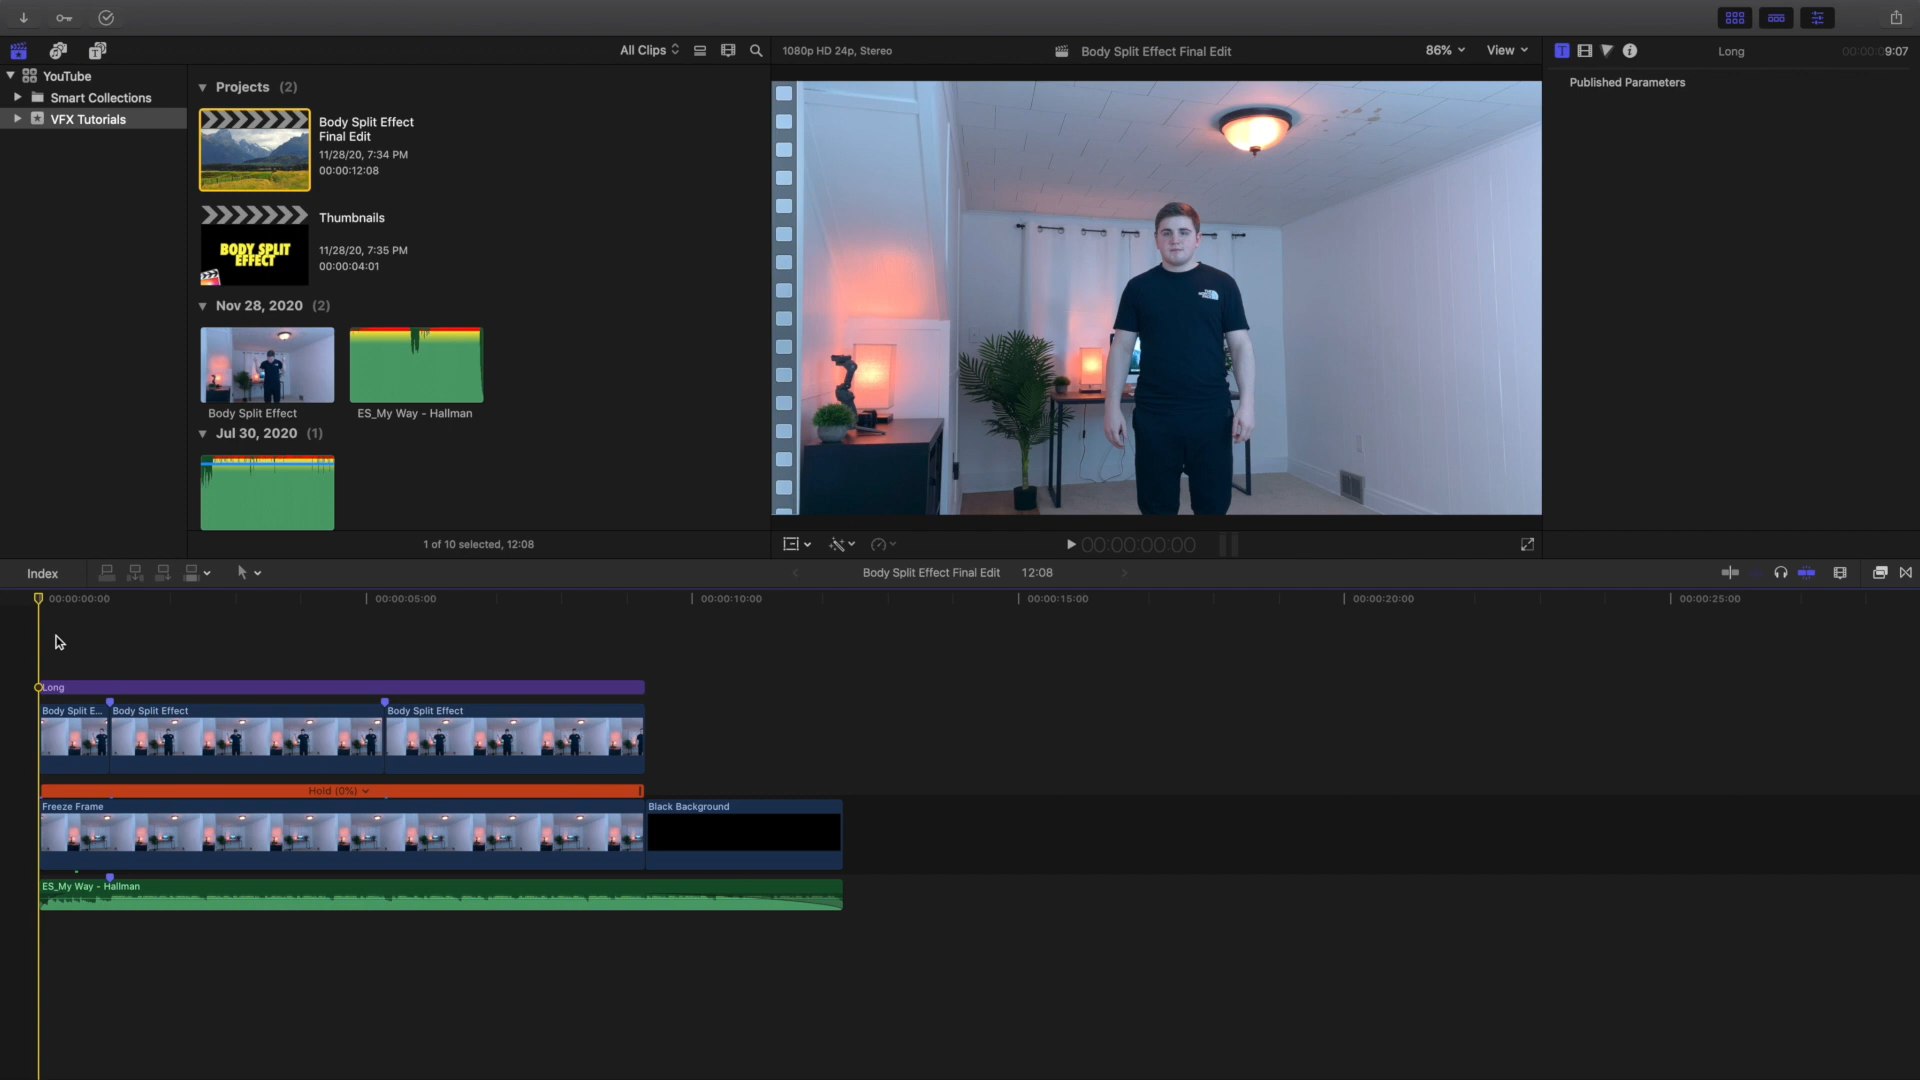 All Clips
1080p HD 24p, Stereo
Body Split Effect Final Edit
86%
View
Long
00:00:09:07
YouTube
Smart Collections
VFX Tutorials
Projects (2)
Body Split Effect
Final Edit
11/28/20, 7:34 PM
00:00:12:08
Thumbnails
BODY SPLIT
EFFECT
11/28/20, 7:35 PM
00:00:04:01
Nov 28, 2020 (2)
Body Split Effect
ES_My Way - Hallman
Jul 30, 2020 (1)
1 of 10 selected, 12:08
Published Parameters
THE
NORTH
FACE
00:00:00:00
Index
Body Split Effect Final Edit 12:08
00:00:00:00
00:00:05:00
00:00:10:00
00:00:15:00
00:00:20:00
00:00:25:00
Long
Body Split E...
Body Split Effect
Body Split Effect
Hold (0%)
Freeze Frame
Black Background
ES_My Way - Hallman